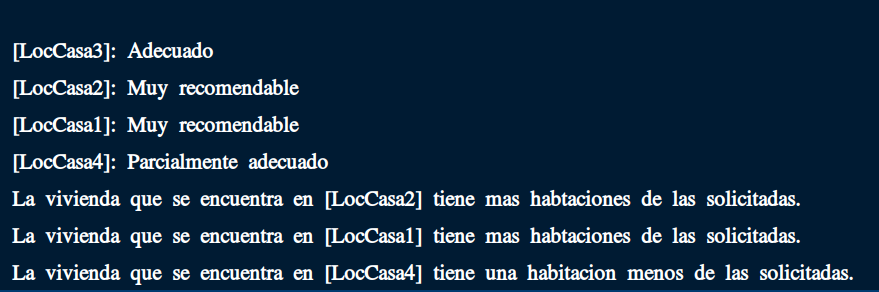 [LocCasa3]: Adecuado
[LocCasa2]: Muy recomendable
[LocCasa1]: Muy recomendable
[LocCasa4]: Parcialmente adecuado
La vivienda que se encuentra en [LocCasa2] tiene mas habtaciones de las solicitadas.
La vivienda que se encuentra en [LocCasa1] tiene mas habtaciones de las solicitadas.
La vivienda que se encuentra en [LocCasa4] tiene una habitacion menos de las solicitadas.